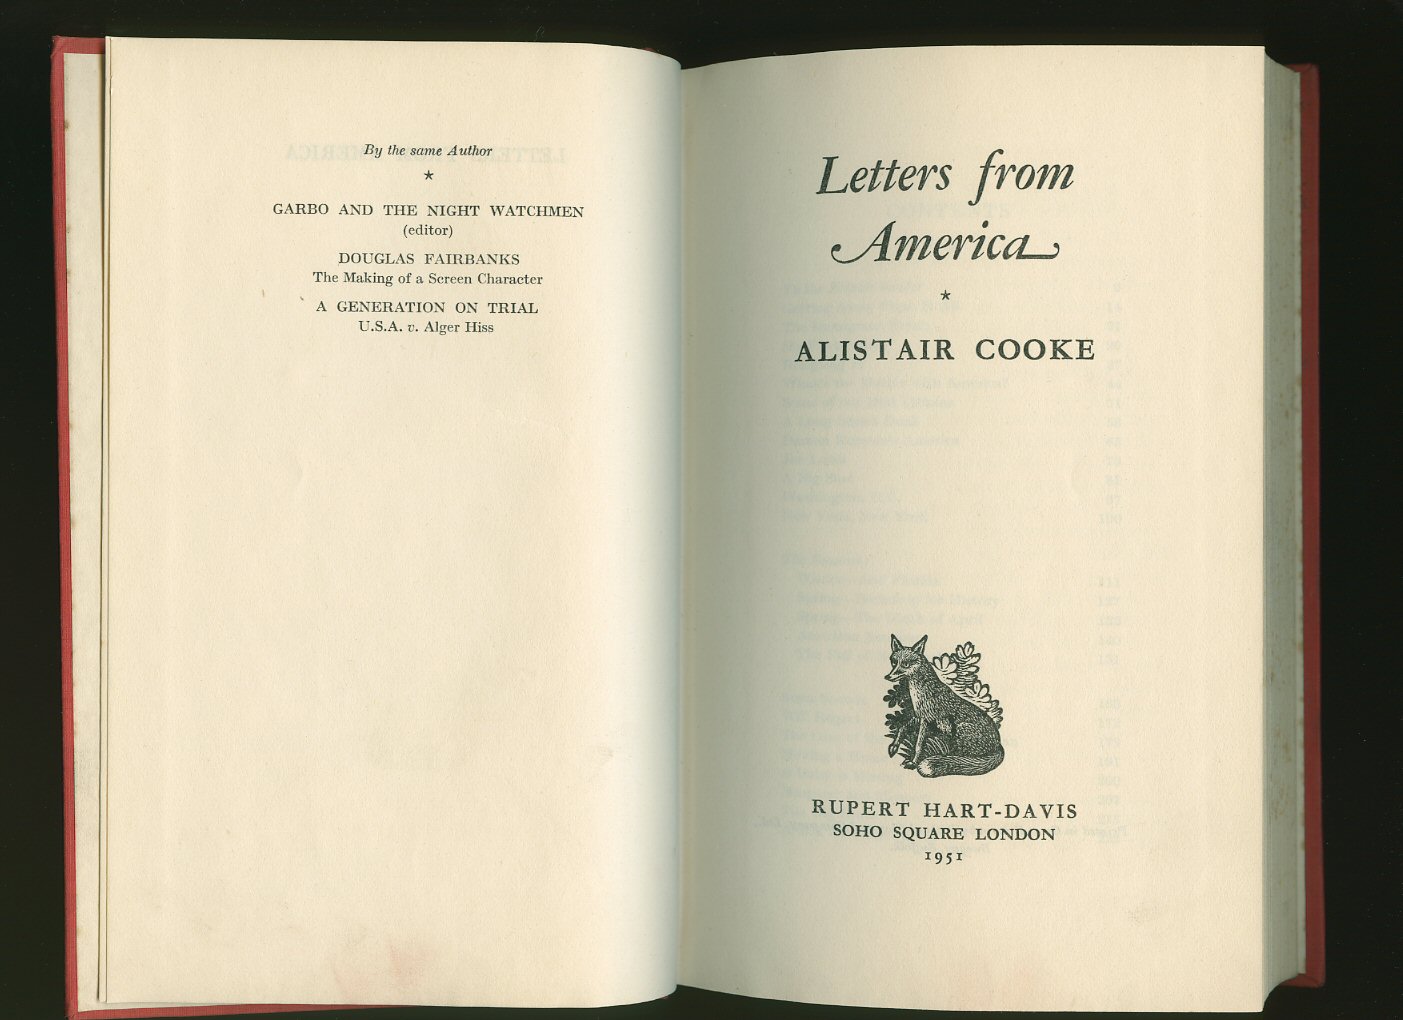 By the same Author
★
GARBO AND THE NIGHT WATCHMEN
(editor)
DOUGLAS FAIRBANKS
The Making of a Screen Character
A GENERATION ON TRIAL
U.S.A. v. Alger Hiss
Letters from
America
★
ALISTAIR COOKE
RUPERT HART-DAVIS
SOHO SQUARE LONDON
1951